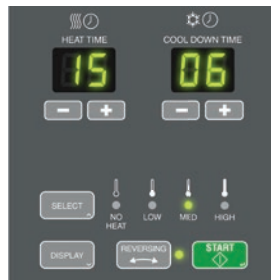 HEAT TIME
COOL DOWN TIME
15
06
SELECT
NO HEAT
LOW
MED
HIGH
DISPLAY
REVERSING
START